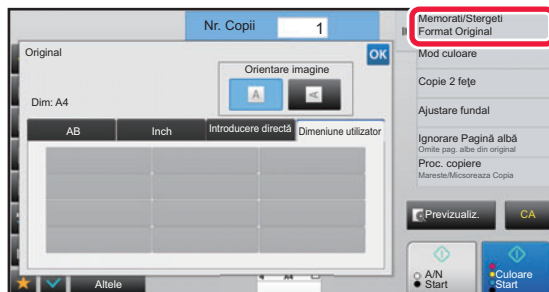 Nr. Copii 1
Memorati/Stergeti
Format Original
Original
OK
Mod culoare
Orientare imagine
A A
Copie 2 feţe
Dim: A4
Ajustare fundal
AB Inch Introducere directă Dimeniune utilizator
Ignorare Pagină albă
Omite pag. albe din original
Proc. copiere
Mareste/Micsoreaza Copia
Previzualiz. CA
A/N
Start
Culoare
Start
Altele
A4